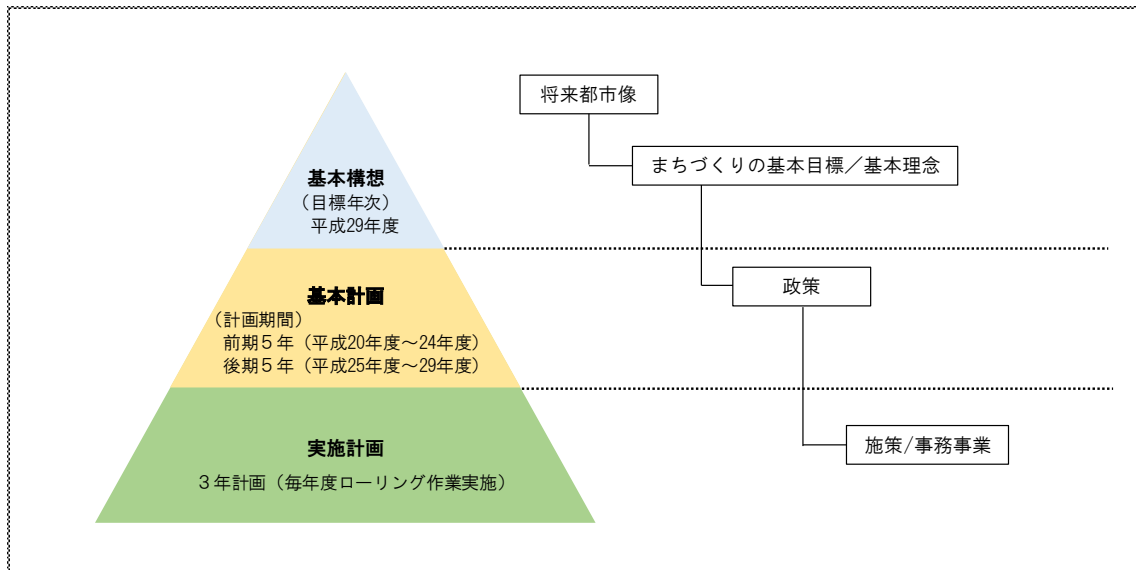 基本構想
(目標年次)
平成29年度
基本計画
(計画期間)
前期5年(平成20年度～24年度)
後期5年(平成25年度～29年度)
実施計画
3年計画(毎年度ローリング作業実施)
将来都市像
まちづくりの基本目標/基本理念
政策
施策/事務事業